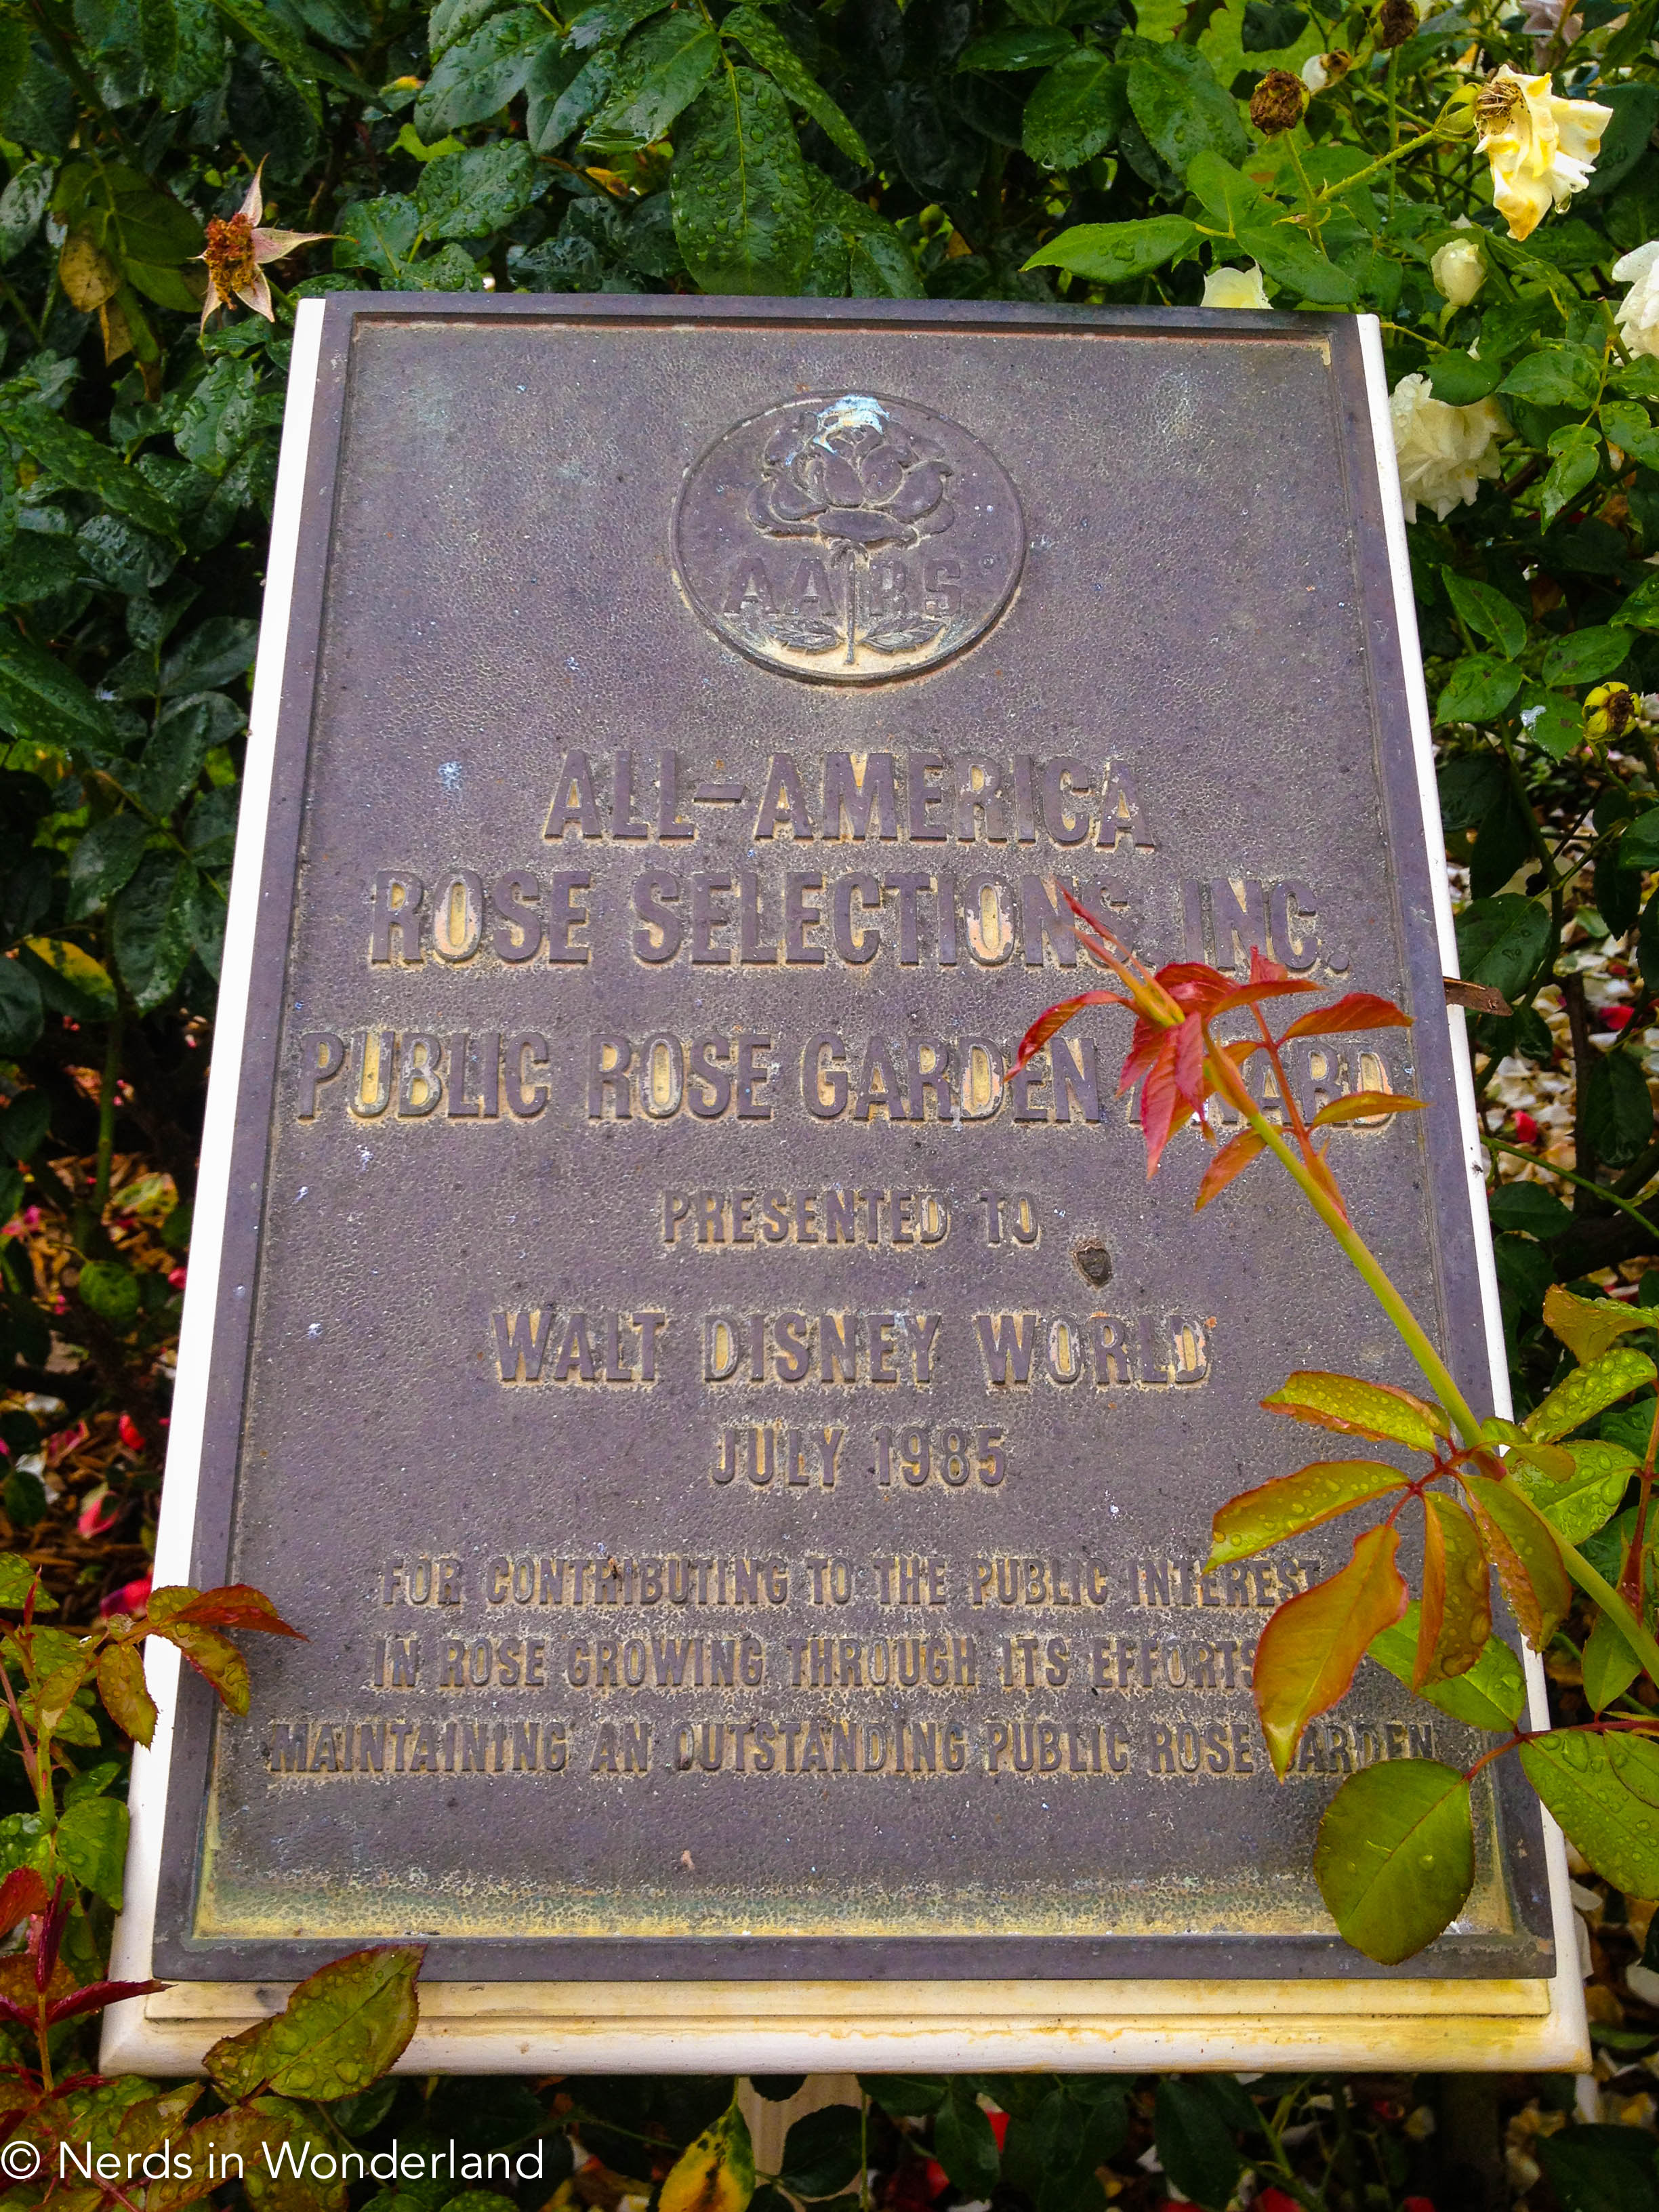 AARS
ALL-AMERICA
ROSE SELECTIONS, INC.
PUBLIC ROSE GARDEN AWARD
PRESENTED TO
WALT DISNEY WORLD
JULY 1985
FOR CONTRIBUTING TO THE PUBLIC INTEREST
IN ROSE GROWING THROUGH ITS EFFORTS
MAINTAINING AN OUTSTANDING PUBLIC ROSE GARDEN
© Nerds in Wonderland